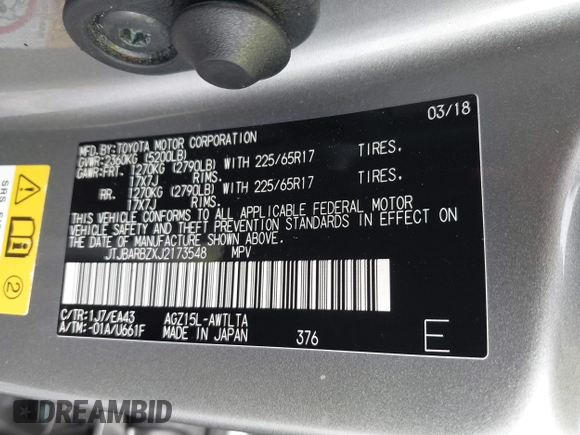 03/18
MFD.BY:TOYOTA MOTOR CORPORATION
GVWR:2360KG (5200LB)
GAWR:FRT. 1270KG (2790LB) WITH 225/65R17 TIRES.
17X7J RIMS.
RR. 1270KG (2790LB) WITH 225/65R17 TIRES.
17X7J RIMS.
THIS VEHICLE CONFORMS TO ALL APPLICABLE FEDERAL MOTOR
VEHICLE SAFETY AND THEFT PREVENTION STANDARDS IN EFFECT ON
THE DATE OF MANUFACTURE SHOWN ABOVE.
JTJBARBZXJ2173548 MPV
C/TR:1J7/EA43 AGZ15L-AWTLTA
A/TM:-01A/U661F MADE IN JAPAN 376 E
SRS
2
DREAMBID